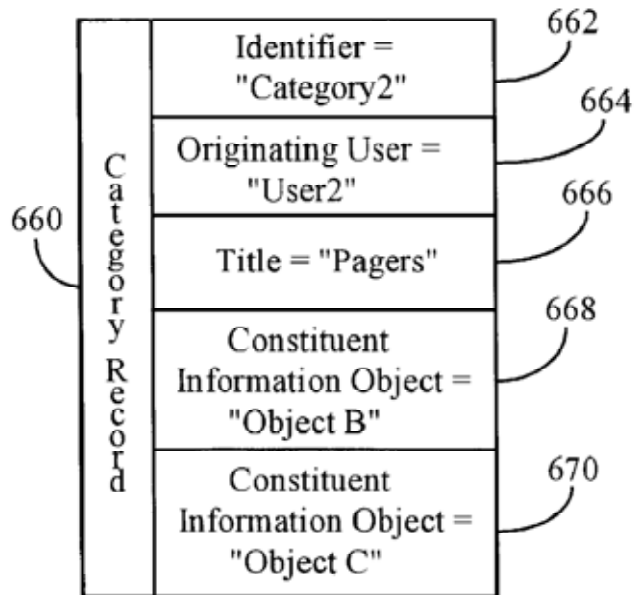 662
Identifier =
"Category2"
664
Originating User =
"User2"
666
660
Title = "Pagers"
668
Constituent
Information Object =
"Object B"
670
Constituent
Information Object =
"Object C"
Category Record